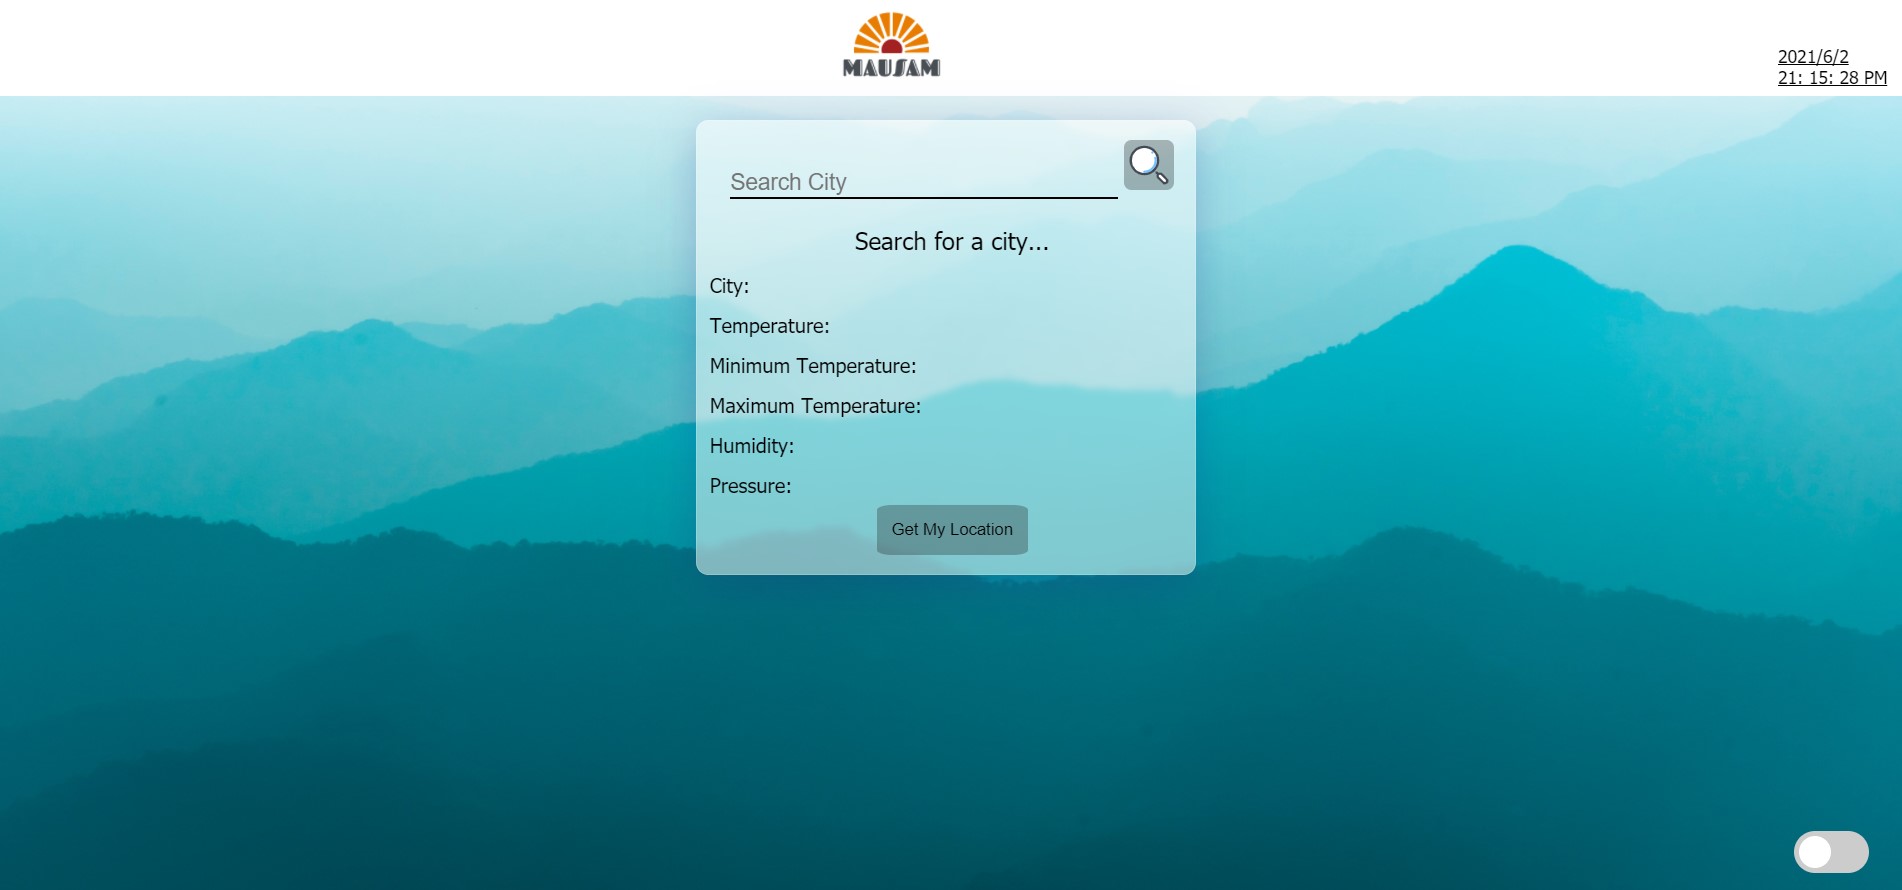 MAUSAM
2021/6/2
21: 15: 28 PM
Search City
Search for a city...
City:
Temperature:
Minimum Temperature:
Maximum Temperature:
Humidity:
Pressure:
Get My Location